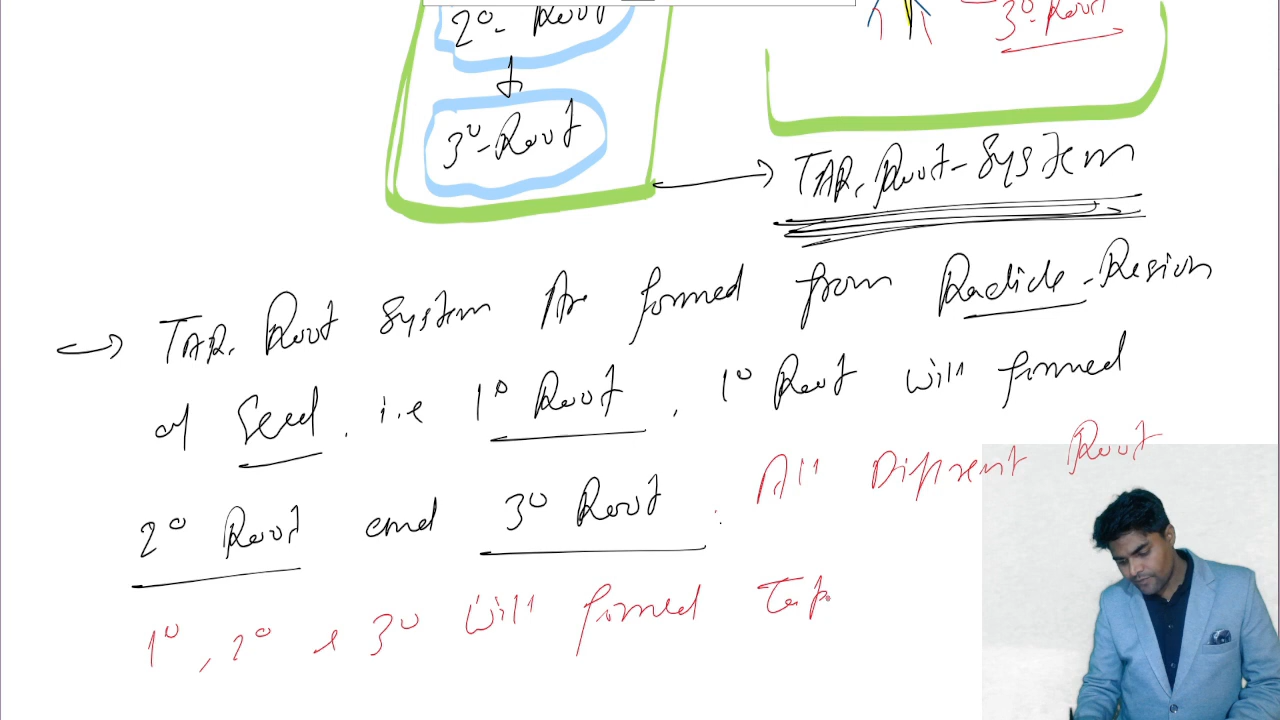 2°- Root
3°-Root
3°-Root
TAP. Root-System
TAP. Root System Are formed from Radicle-Region
of Seed. i.e 1° Root. 1° Root will formed
2° Root and 3° Root. All Different Root
1°, 2° & 3° will formed Tap.